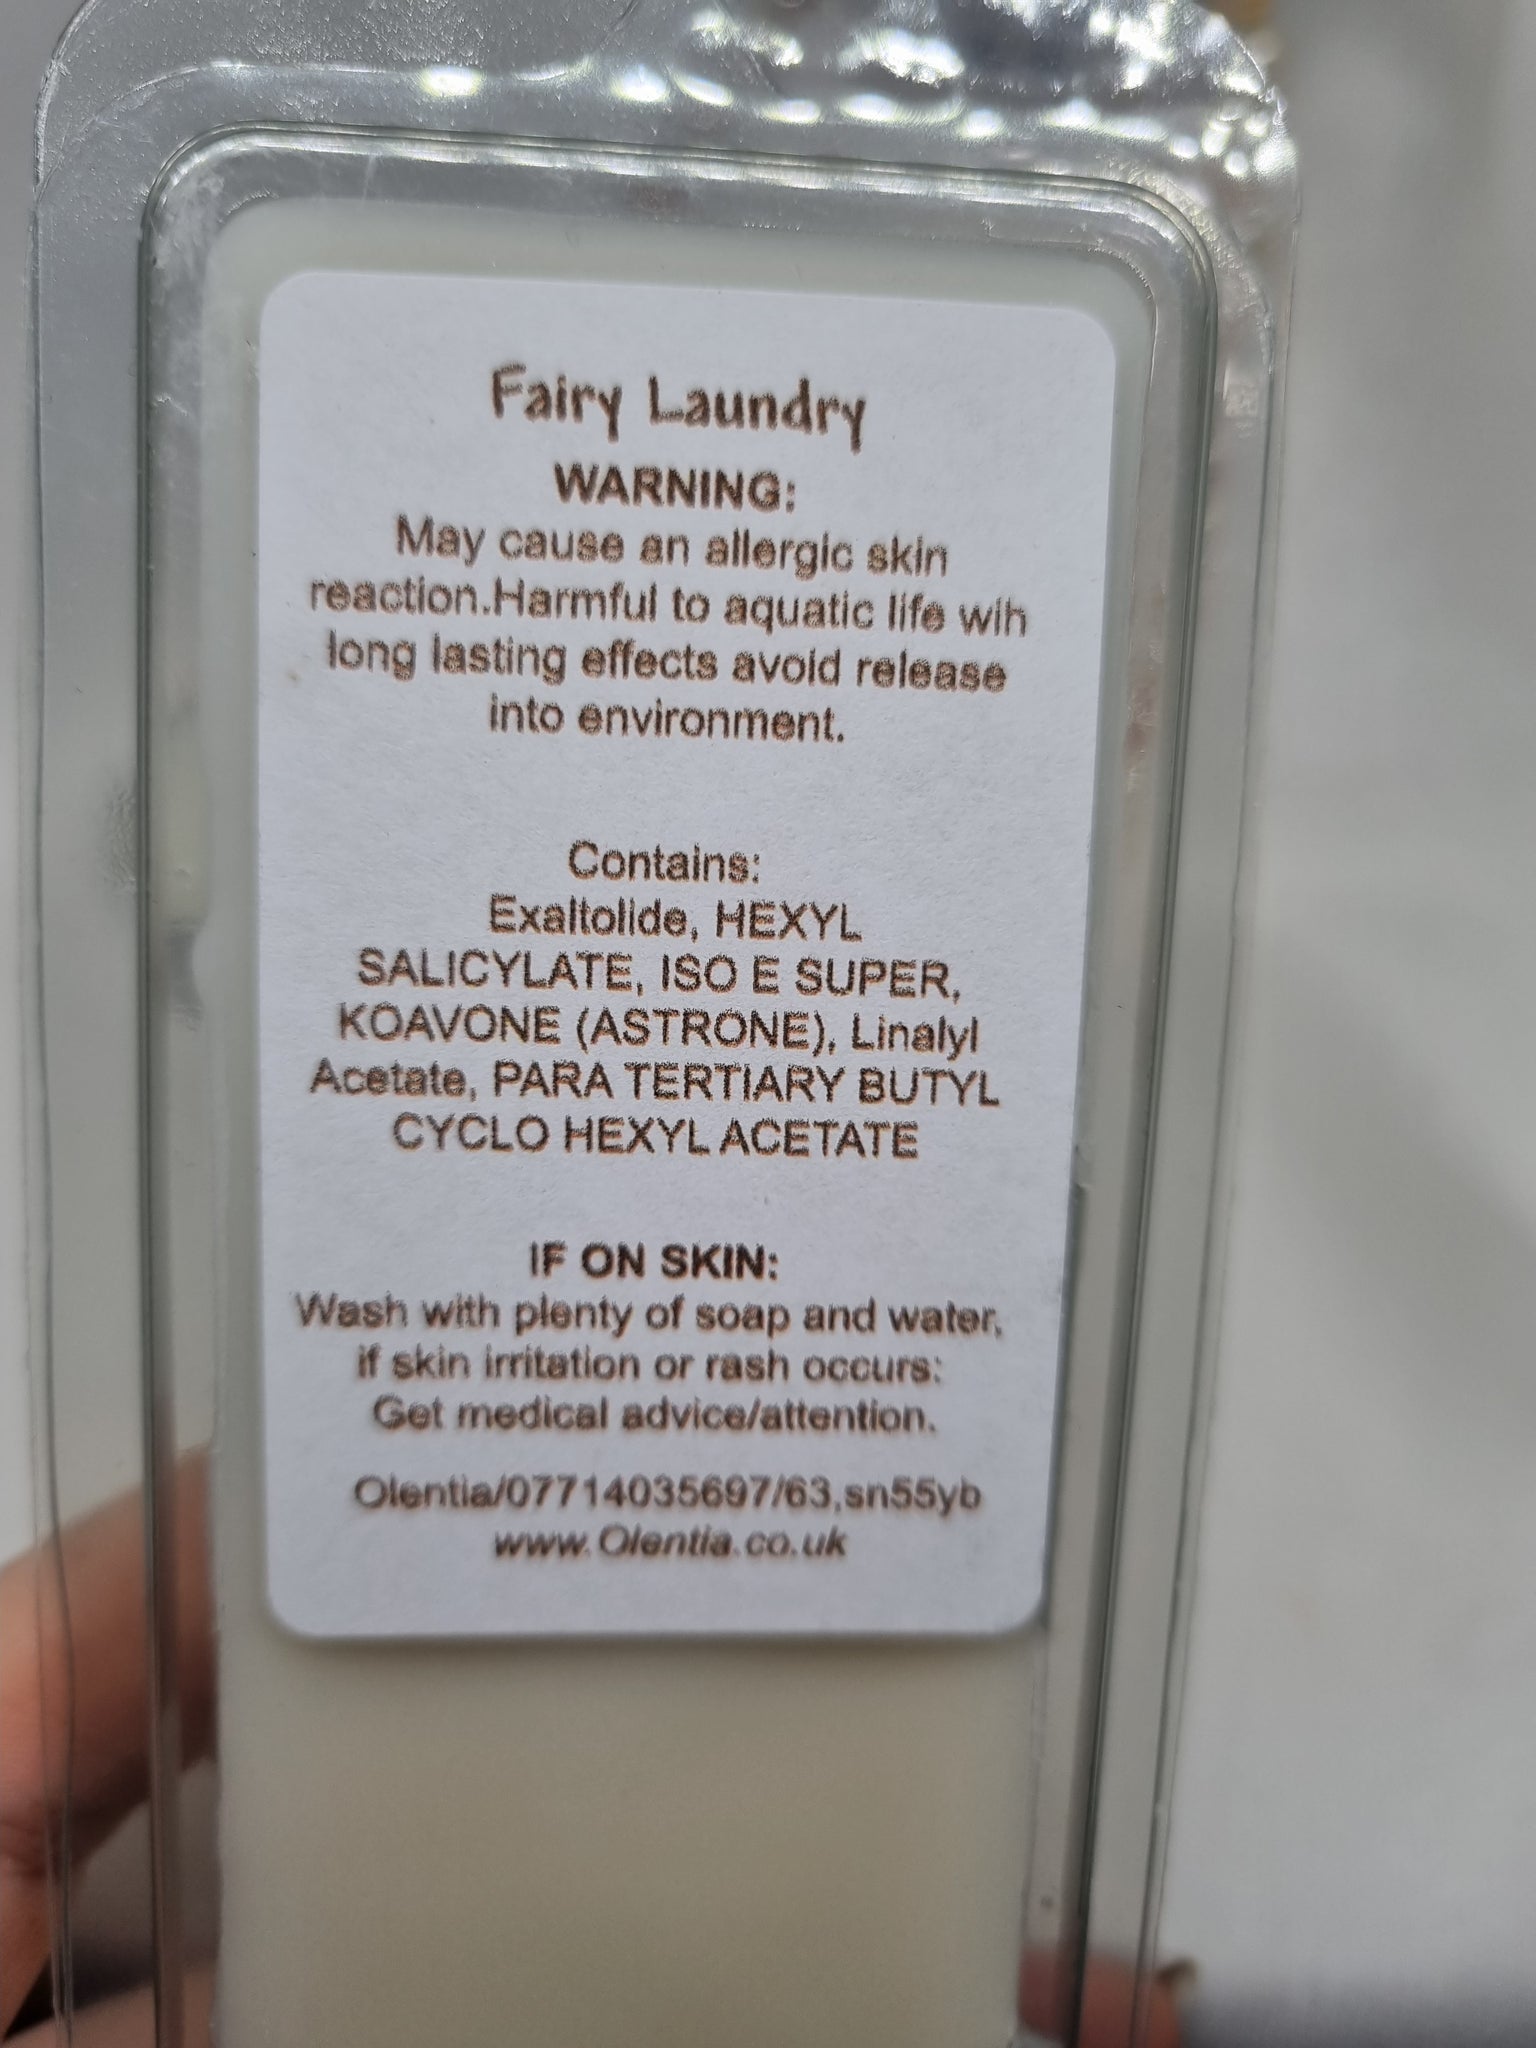 Fairy Laundry
WARNING:
May cause an allergic skin
reaction.Harmful to aquatic life wih
long lasting effects avoid release
into environment.
Contains:
Exaltolide, HEXYL
SALICYLATE, ISO E SUPER,
KOAVONE (ASTRONE), Linalyl
Acetate, PARA TERTIARY BUTYL
CYCLO HEXYL ACETATE
IF ON SKIN:
Wash with plenty of soap and water,
if skin irritation or rash occurs:
Get medical advice/attention.
Olentia/07714035697/63,sn55yb
www.Olentia.co.uk